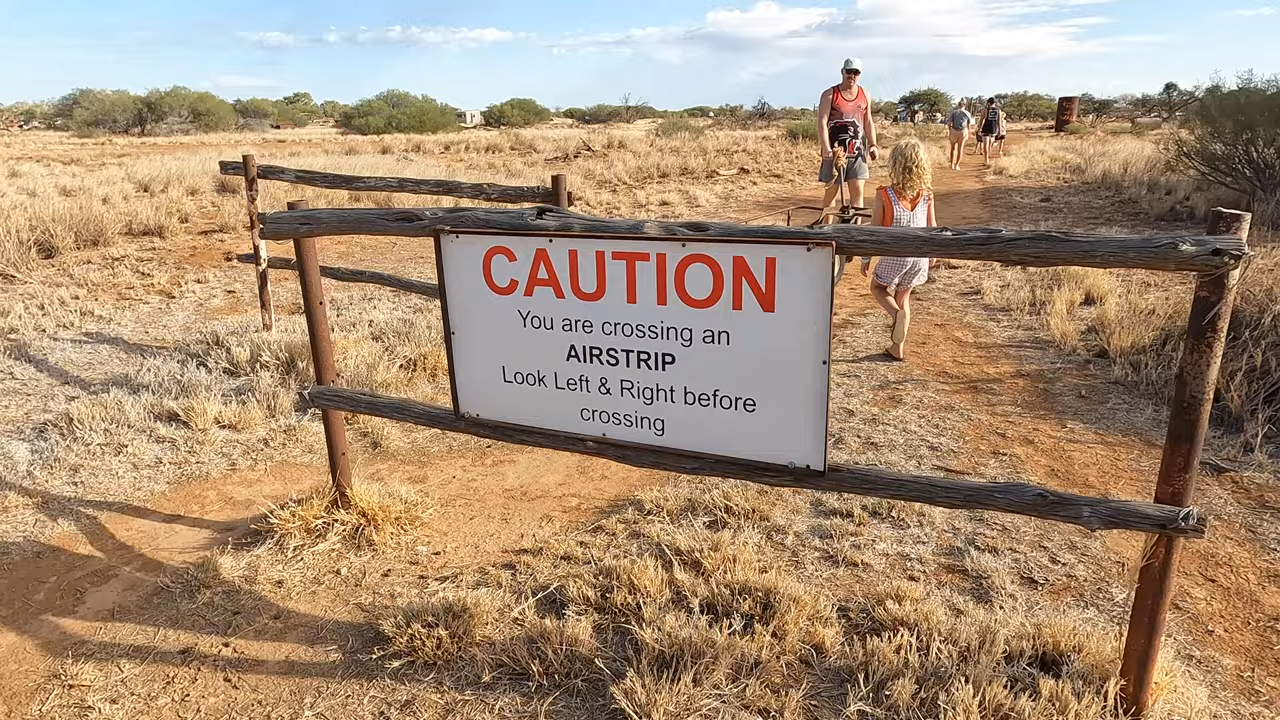 CAUTION
You are crossing an
AIRSTRIP
Look Left & Right before
crossing